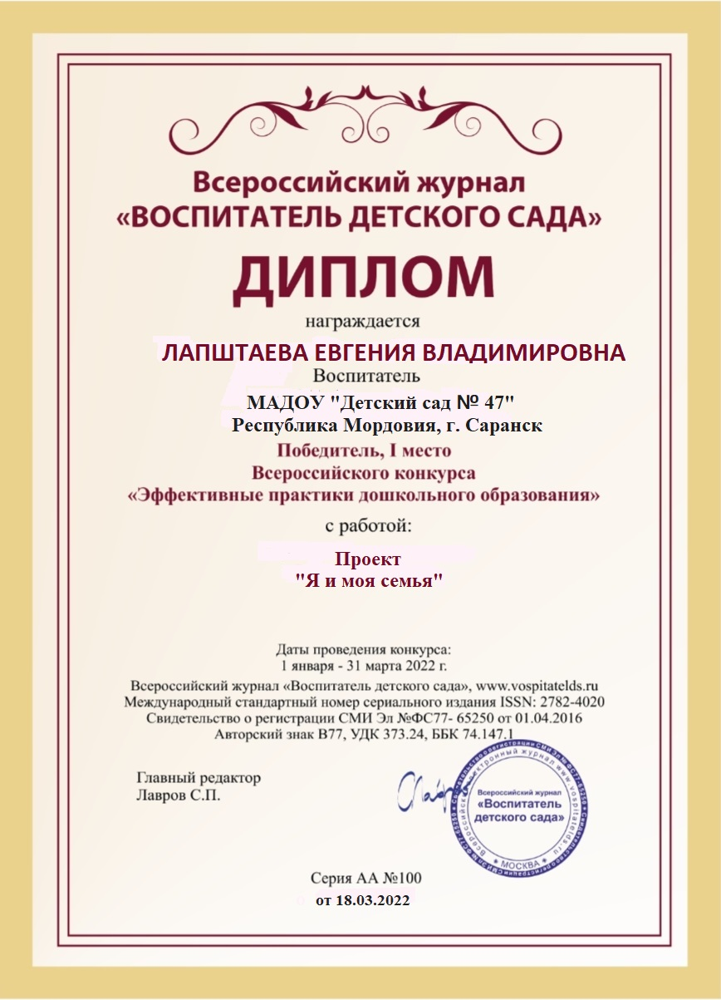 Всероссийский журнал
«ВОСПИТАТЕЛЬ ДЕТСКОГО САДА»
ДИПЛОМ
награждается
ЛАПШТАЕВА ЕВГЕНИЯ ВЛАДИМИРОВНА
Воспитатель
МАДОУ "Детский сад № 47"
Республика Мордовия, г. Саранск
Победитель, I место
Всероссийского конкурса
«Эффективные практики дошкольного образования»
с работой:
Проект
"Я и моя семья"
Даты проведения конкурса:
1 января - 31 марта 2022 г.
Всероссийский журнал «Воспитатель детского сада», www.vospitatelds.ru
Международный стандартный номер сериального издания ISSN: 2782-4020
Свидетельство о регистрации СМИ Эл №ФС77- 65250 от 01.04.2016
Авторский знак В77, УДК 373.24, ББК 74.147.1
Главный редактор
Лавров С.П.
Всероссийский журнал
«Воспитатель
детского сада»
* МОСКВА *
Серия АА №100
от 18.03.2022